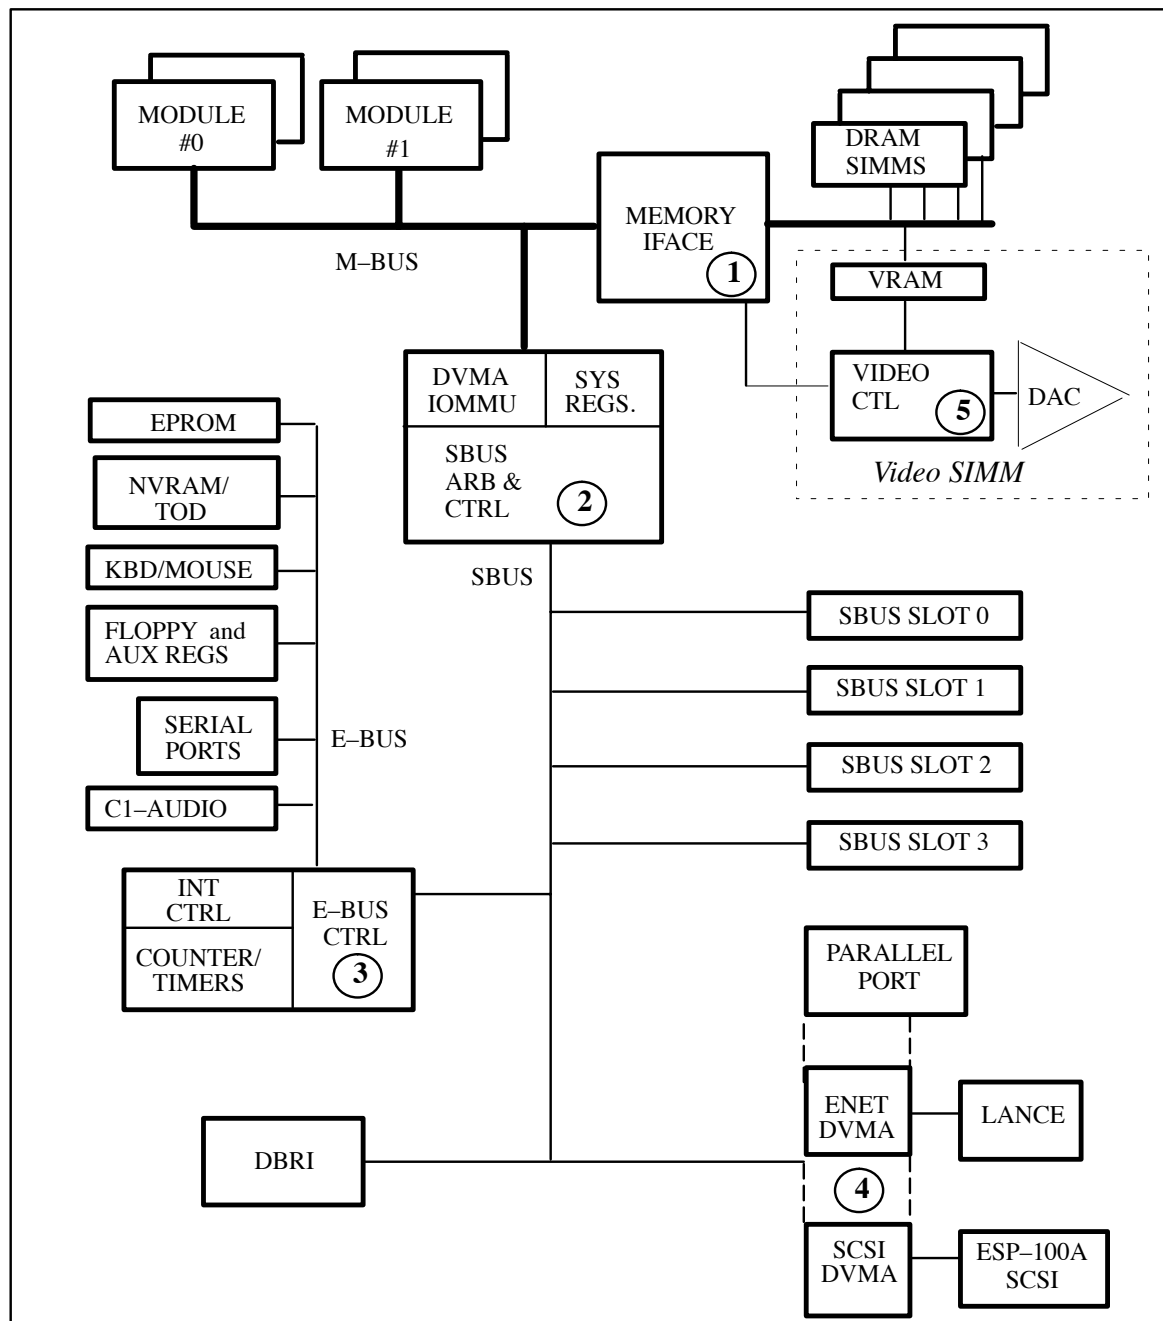 MODULE
#0
MODULE
#1
DRAM
SIMMS
MEMORY
IFACE
1
M–BUS
VRAM
DVMA
IOMMU
SYS
REGS.
VIDEO
CTL
5
DAC
Video SIMM
SBUS
ARB &
CTRL
2
EPROM
NVRAM/
TOD
KBD/MOUSE
FLOPPY and
AUX REGS
SERIAL
PORTS
E–BUS
C1–AUDIO
SBUS
SBUS SLOT 0
SBUS SLOT 1
SBUS SLOT 2
SBUS SLOT 3
INT
CTRL
COUNTER/
TIMERS
E–BUS
CTRL
3
PARALLEL
PORT
ENET
DVMA
LANCE
DBRI
4
SCSI
DVMA
ESP–100A
SCSI